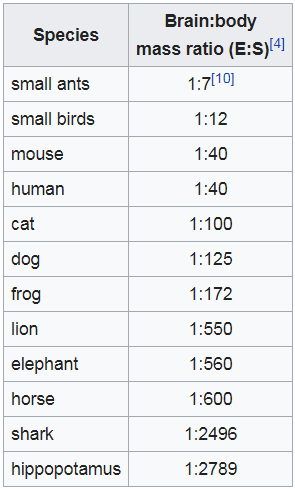 Species
Brain:body
mass ratio (E:S)[4]
small ants 1:7[10]
small birds 1:12
mouse 1:40
human 1:40
cat 1:100
dog 1:125
frog 1:172
lion 1:550
elephant 1:560
horse 1:600
shark 1:2496
hippopotamus 1:2789